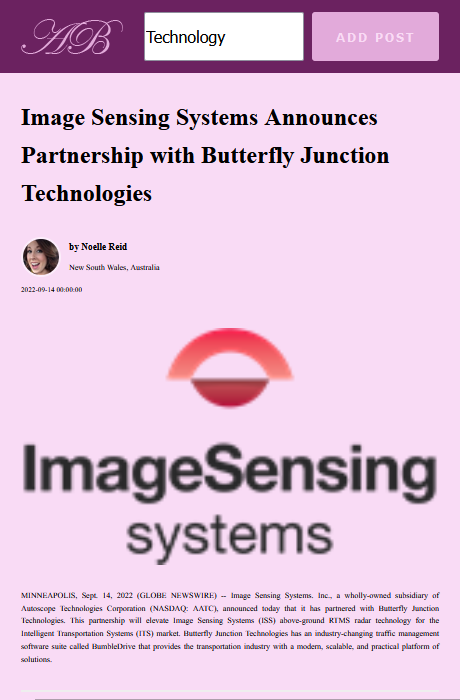 AB
Technology
ADD POST
Image Sensing Systems Announces
Partnership with Butterfly Junction
Technologies
by Noelle Reid
New South Wales, Australia
2022-09-14 00:00:00
ImageSensing
systems
MINNEAPOLIS, Sept. 14, 2022 (GLOBE NEWSWIRE) -- Image Sensing Systems. Inc., a wholly-owned subsidiary of
Autoscope Technologies Corporation (NASDAQ: AATC), announced today that it has partnered with Butterfly Junction
Technologies. This partnership will elevate Image Sensing Systems (ISS) above-ground RTMS radar technology for the
Intelligent Transportation Systems (ITS) market. Butterfly Junction Technologies has an industry-changing traffic management
software suite called BumbleDrive that provides the transportation industry with a modern, scalable, and practical platform of
solutions.